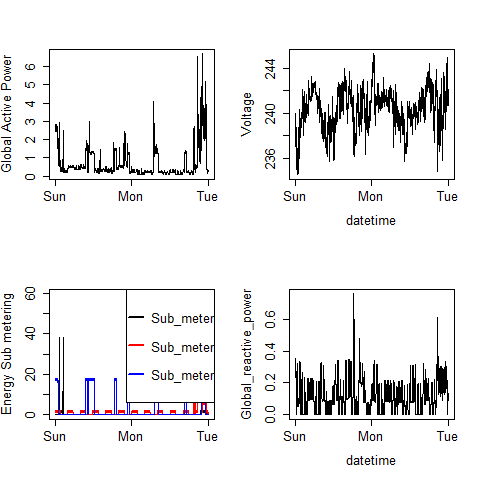 Global Active Power
0 1 2 3 4 5 6
Sun Mon Tue
Voltage
236 240 244
Sun Mon Tue
datetime
Energy Sub metering
0 20 40 60
Sub_meter
Sub_meter
Sub_meter
Sun Mon Tue
Global_reactive_power
0.0 0.2 0.4 0.6
Sun Mon Tue
datetime